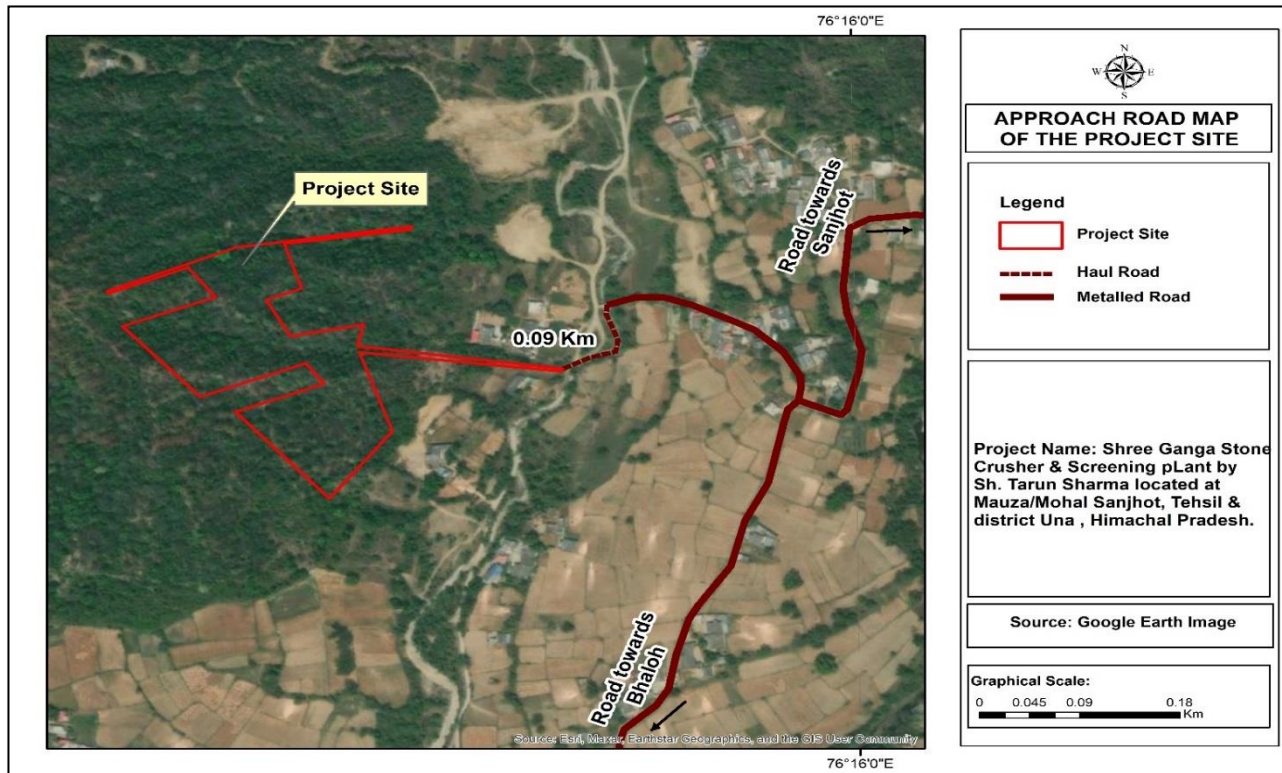 76°16'0"E
Project Site
Road towards
Sanjhot
0.09 Km
Road towards
Bhaloh
Source: Esri, Maxar, Earthstar Geographics, and the GIS User Community
76°16'0"E
N
W E
S
APPROACH ROAD MAP
OF THE PROJECT SITE
Legend
Project Site
Haul Road
Metalled Road
Project Name: Shree Ganga Stone
Crusher & Screening pLant by
Sh. Tarun Sharma located at
Mauza/Mohal Sanjhot, Tehsil &
district Una , Himachal Pradesh.
Source: Google Earth Image
Graphical Scale:
0 0.045 0.09 0.18
Km